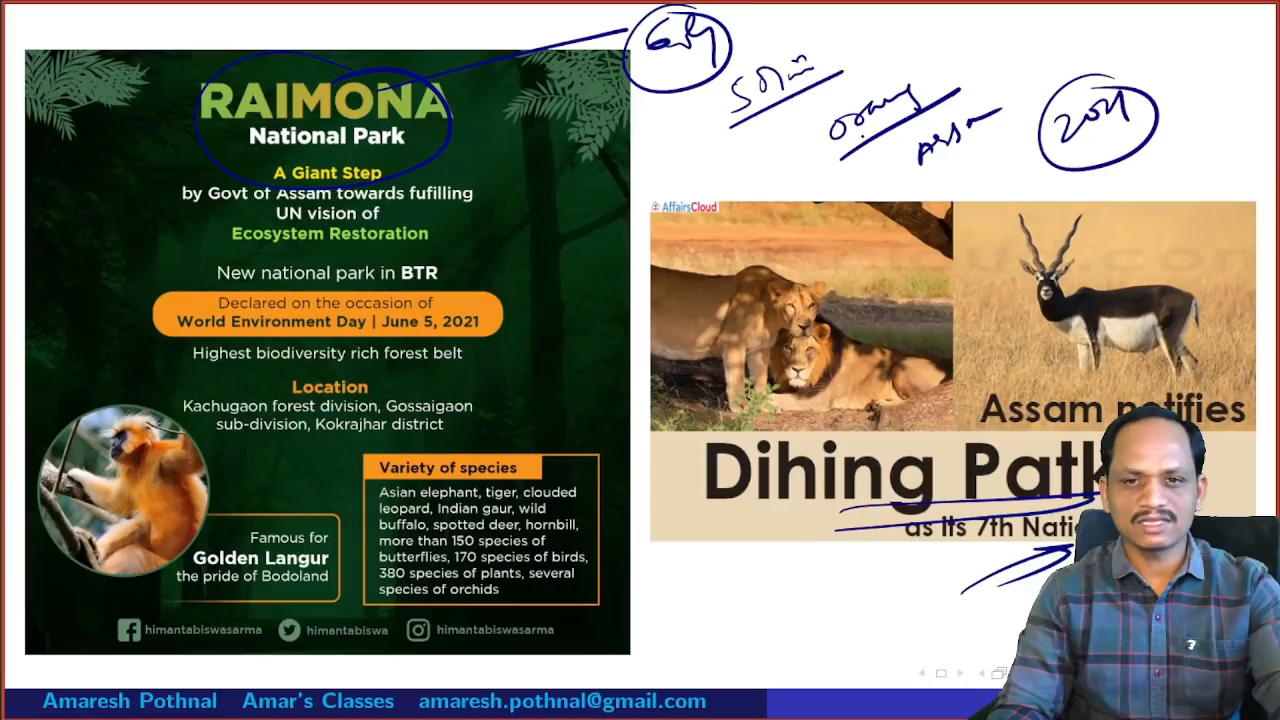 RAIMONA
National Park
A Giant Step
by Govt of Assam towards fufilling
UN vision of
Ecosystem Restoration
New national park in BTR
Declared on the occasion of
World Environment Day | June 5, 2021
Highest biodiversity rich forest belt
Location
Kachugaon forest division, Gossaigaon
sub-division, Kokrajhar district
Variety of species
Asian elephant, tiger, clouded
leopard, Indian gaur, wild
buffalo, spotted deer, hornbill,
more than 150 species of
butterflies, 170 species of birds,
380 species of plants, several
species of orchids
Famous for
Golden Langur
the pride of Bodoland
himantabiswasarma
himantabiswa
himantabiswasarma
6th
orang
2021
AffairsCloud
Assam notifies
Dihing Patk
as its 7th Nati
Amaresh Pothnal Amar's Classes amaresh.pothnal@gmail.com